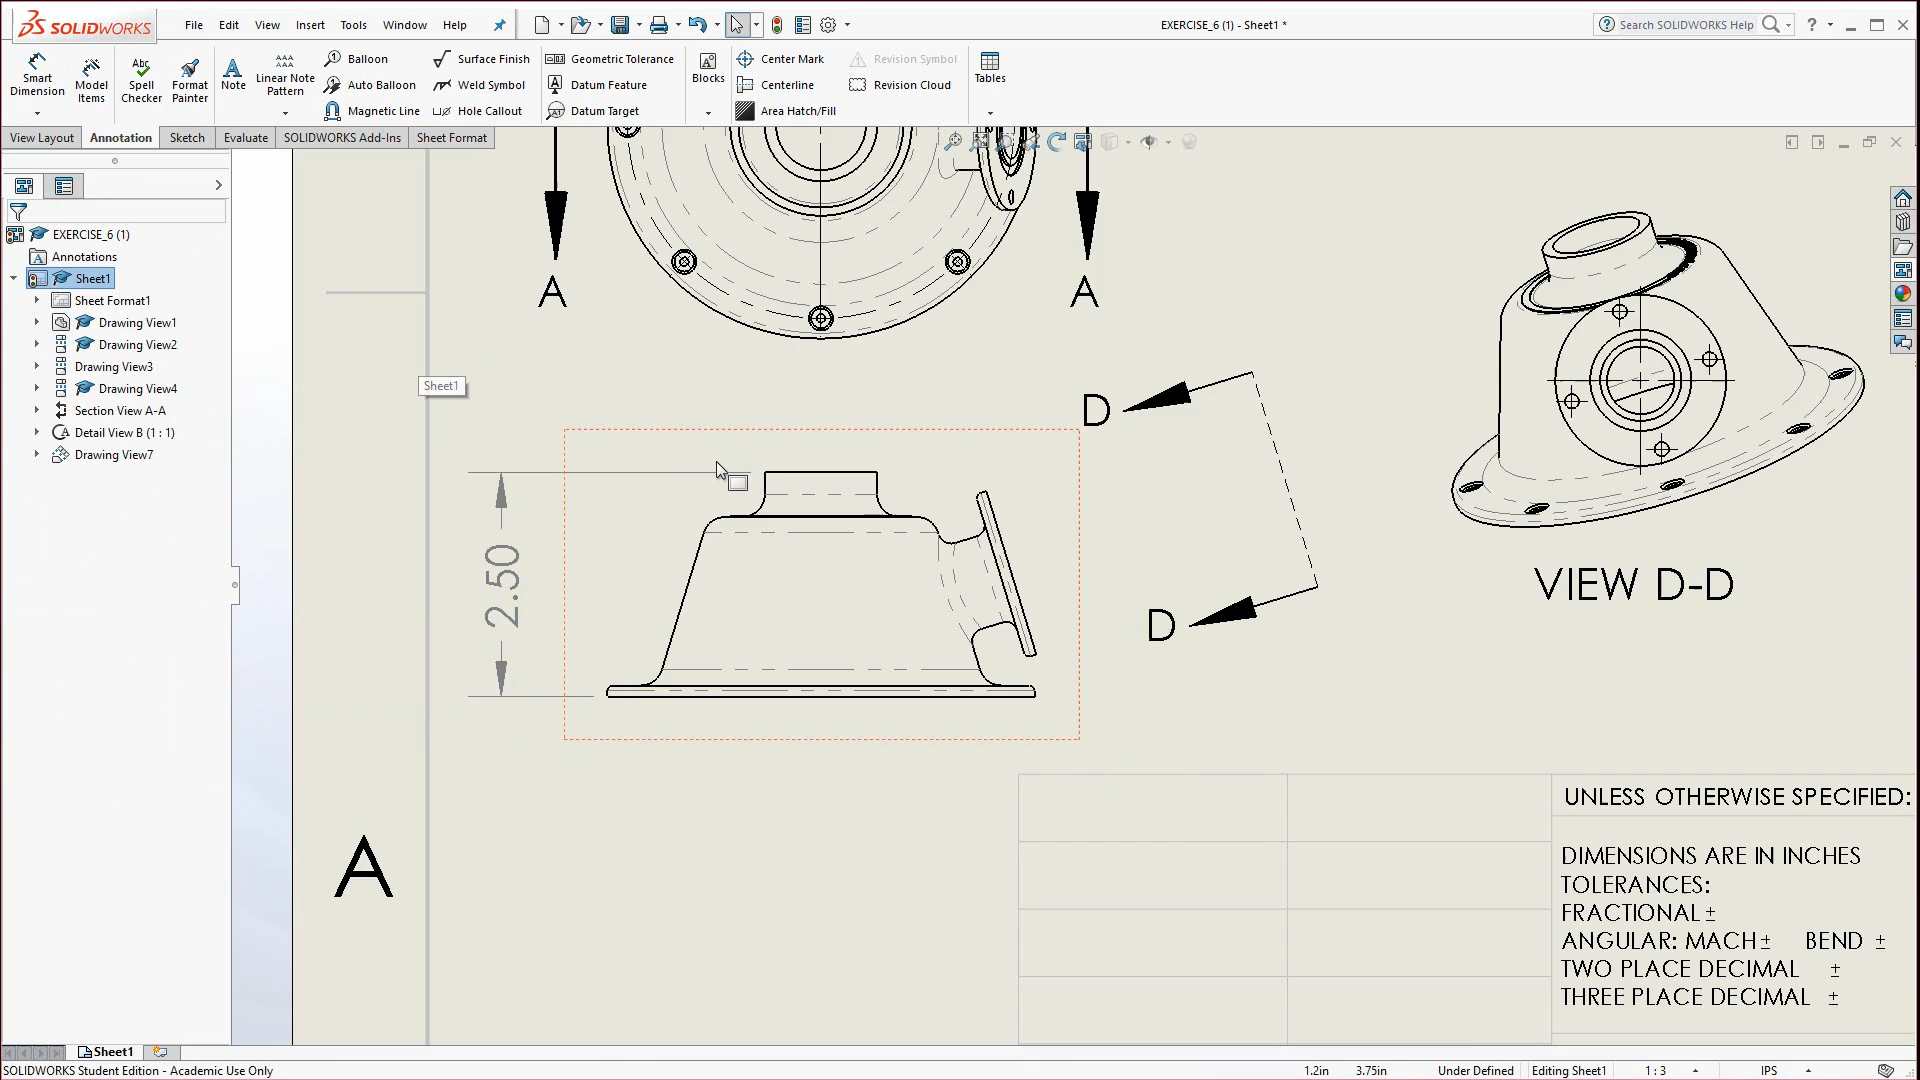 SOLIDWORKS
File Edit View Insert Tools Window Help
EXERCISE_6 (1) - Sheet1 *
Search SOLIDWORKS Help
Smart Dimension
Model Items
Abc
Spell Checker
Format Painter
A
Note
AAA
AAA
Linear Note Pattern
Balloon
Auto Balloon
Magnetic Line
Surface Finish
Weld Symbol
Hole Callout
Geometric Tolerance
Datum Feature
Datum Target
A
Blocks
Center Mark
Centerline
Area Hatch/Fill
Revision Symbol
Revision Cloud
Tables
View Layout Annotation Sketch Evaluate SOLIDWORKS Add-Ins Sheet Format
EXERCISE_6 (1)
Annotations
Sheet1
Sheet Format1
Drawing View1
Drawing View2
Drawing View3
Drawing View4
Section View A-A
Detail View B (1 : 1)
Drawing View7
A A
Sheet1
D
D
2.50
VIEW D-D
A
UNLESS OTHERWISE SPECIFIED:
DIMENSIONS ARE IN INCHES
TOLERANCES:
FRACTIONAL ±
ANGULAR: MACH ± BEND ±
TWO PLACE DECIMAL ±
THREE PLACE DECIMAL ±
Sheet1
SOLIDWORKS Student Edition - Academic Use Only
1.2in 3.75in Under Defined Editing Sheet1 1 : 3 IPS